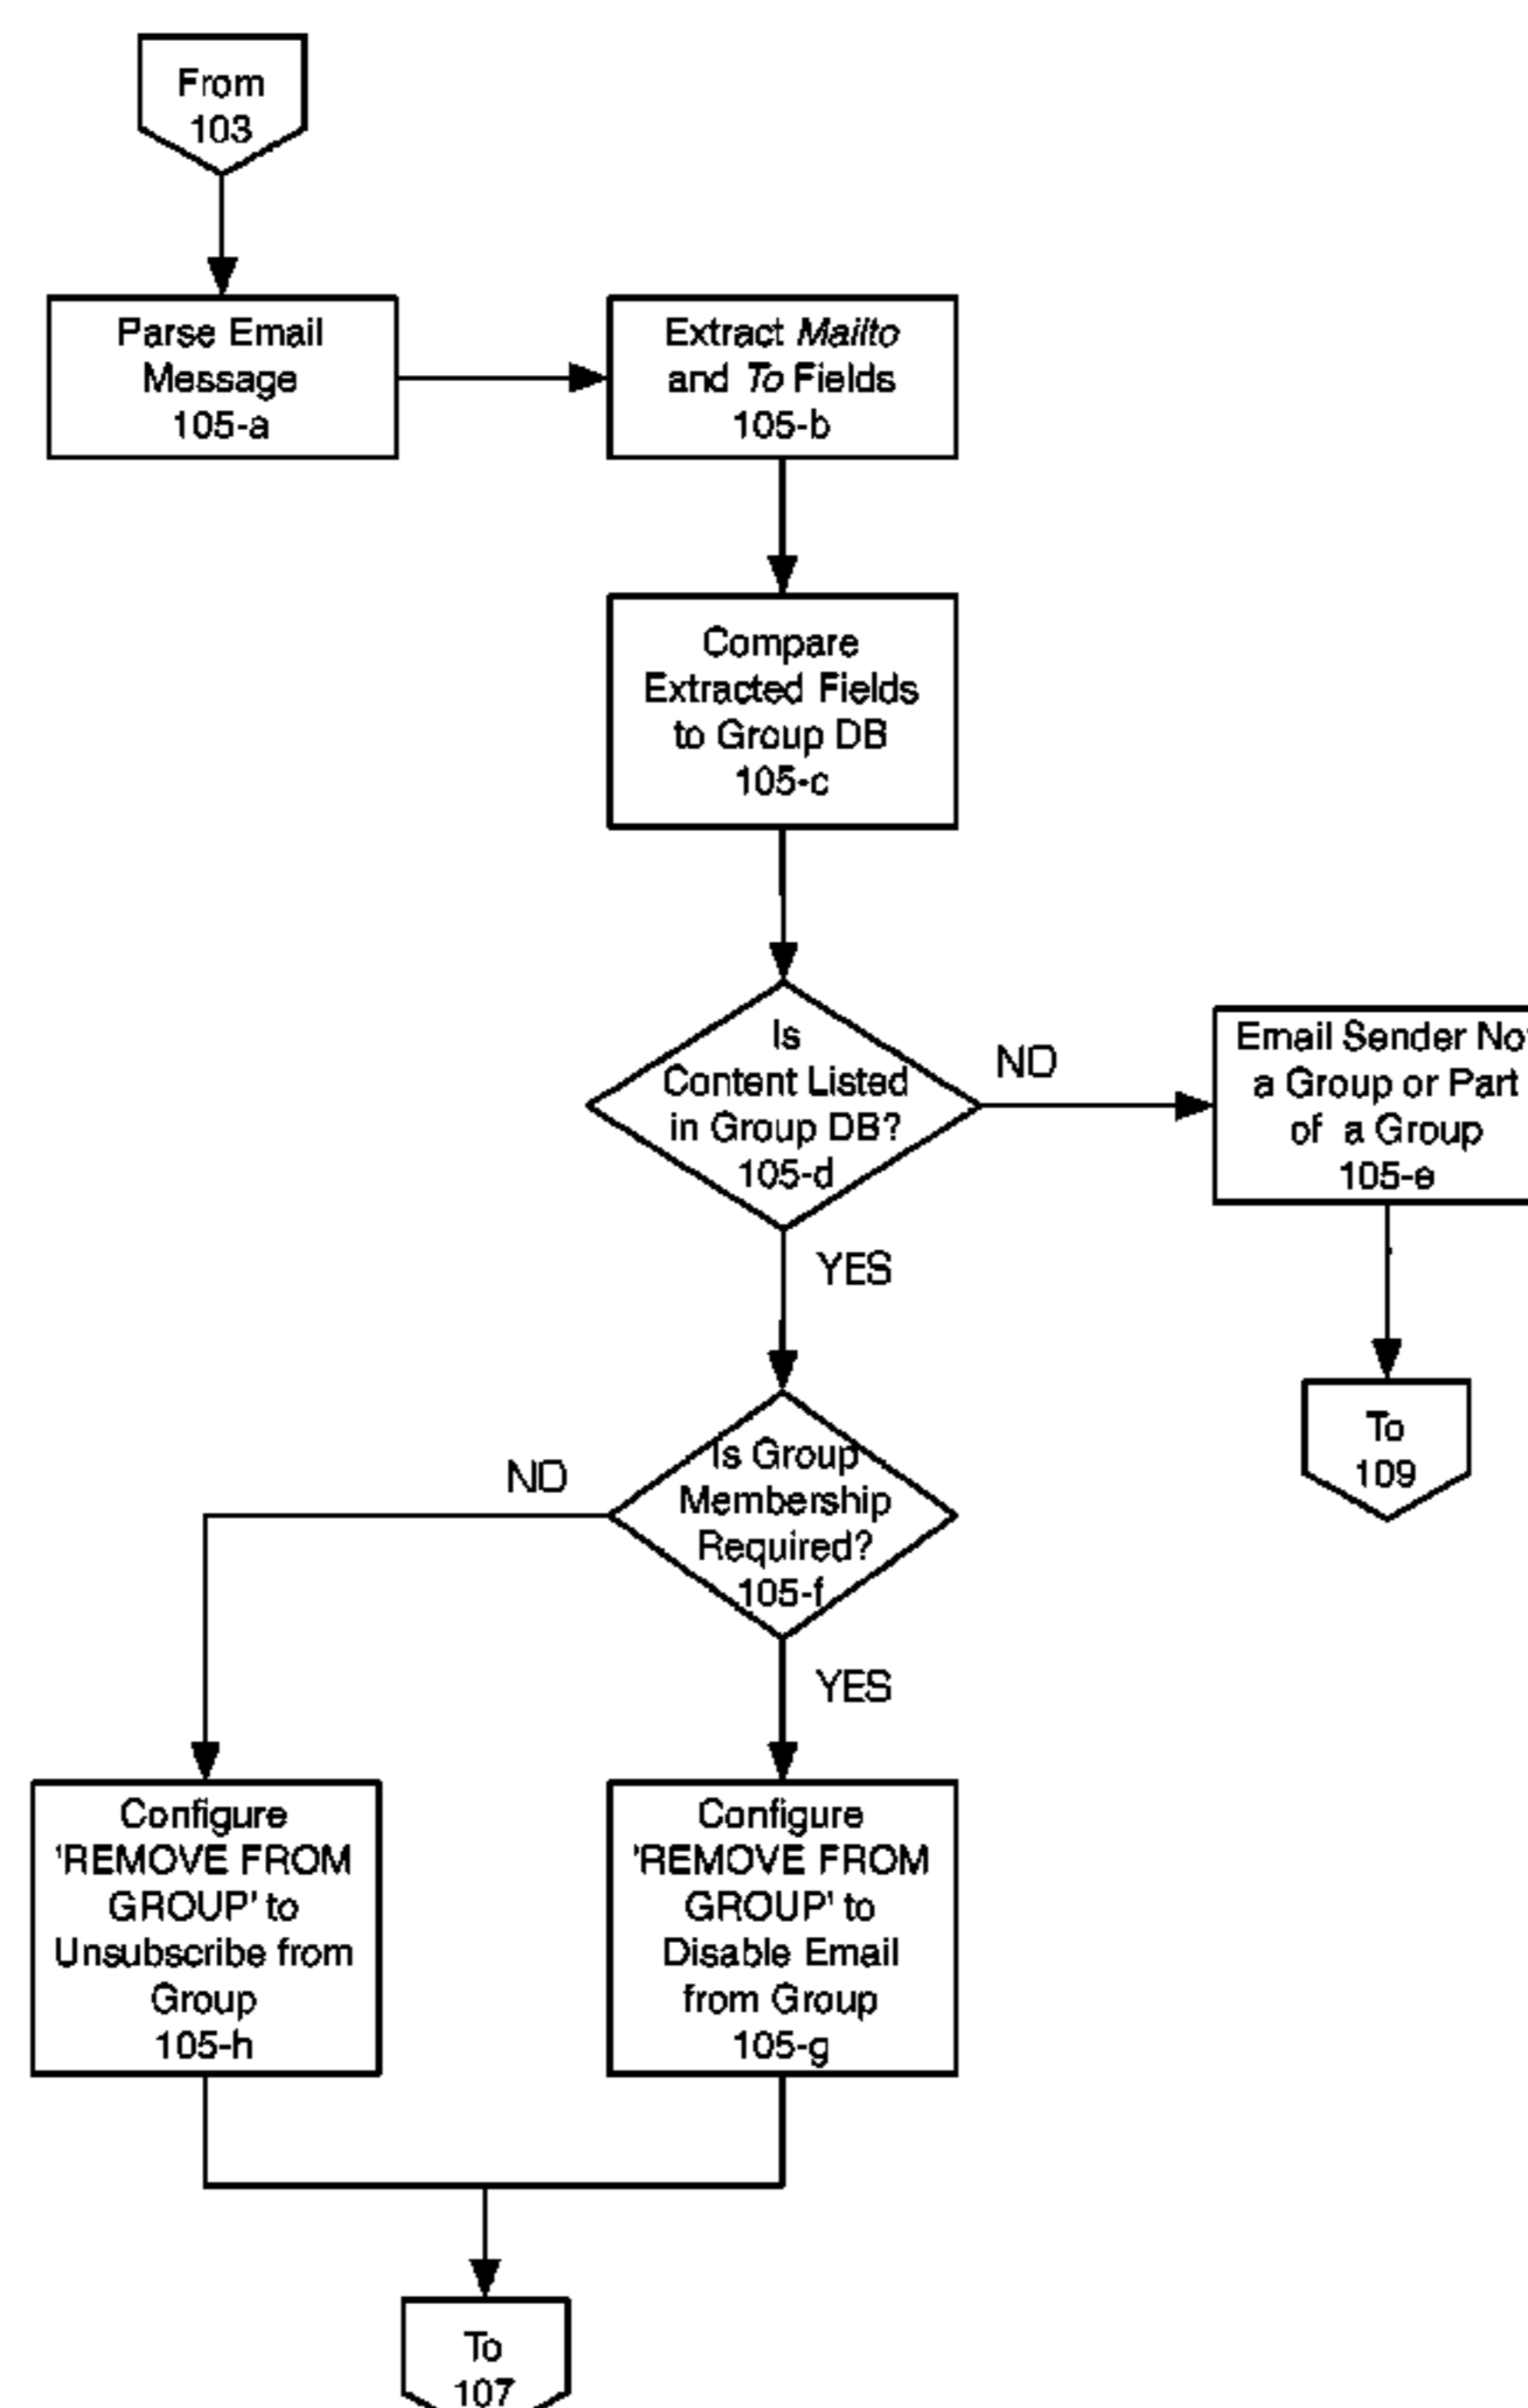 From
103
Parse Email
Message
105-a
Extract Mailto
and To Fields
105-b
Compare
Extracted Fields
to Group DB
105-c
Is
Content Listed
in Group DB?
105-d
NO
Email Sender Not
a Group or Part
of a Group
105-e
YES
To
109
Is Group
Membership
Required?
105-f
NO
YES
Configure
'REMOVE FROM
GROUP' to
Unsubscribe from
Group
105-h
Configure
'REMOVE FROM
GROUP' to
Disable Email
from Group
105-g
To
107